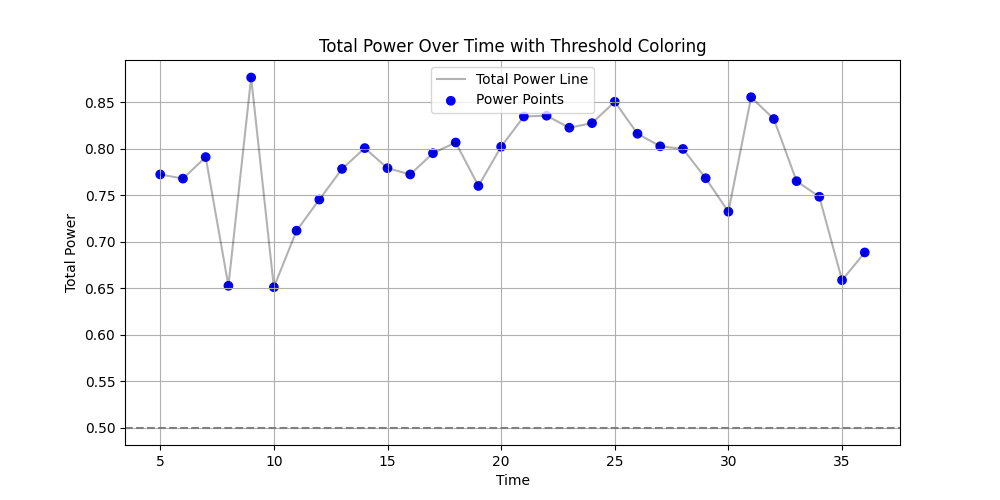 Total Power Over Time with Threshold Coloring
Total Power Line
Power Points
Total Power
0.85
0.80
0.75
0.70
0.65
0.60
0.55
0.50
5 10 15 20 25 30 35
Time